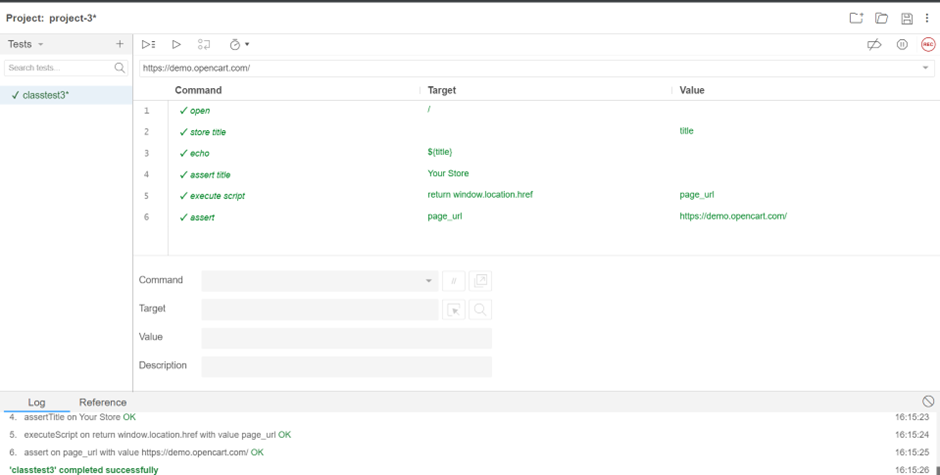 Project: project-3*
Tests
Search tests...
classtest3*
REC
https://demo.opencart.com/
Command Target Value
1 ✓ open /
2 ✓ store title title
3 ✓ echo ${title}
4 ✓ assert title Your Store
5 ✓ execute script return window.location.href page_url
6 ✓ assert page_url https://demo.opencart.com/
Command //
Target
Value
Description
Log Reference
4. assertTitle on Your Store OK 16:15:23
5. executeScript on return window.location.href with value page_url OK 16:15:24
6. assert on page_url with value https://demo.opencart.com/ OK 16:15:25
'classtest3' completed successfully 16:15:26